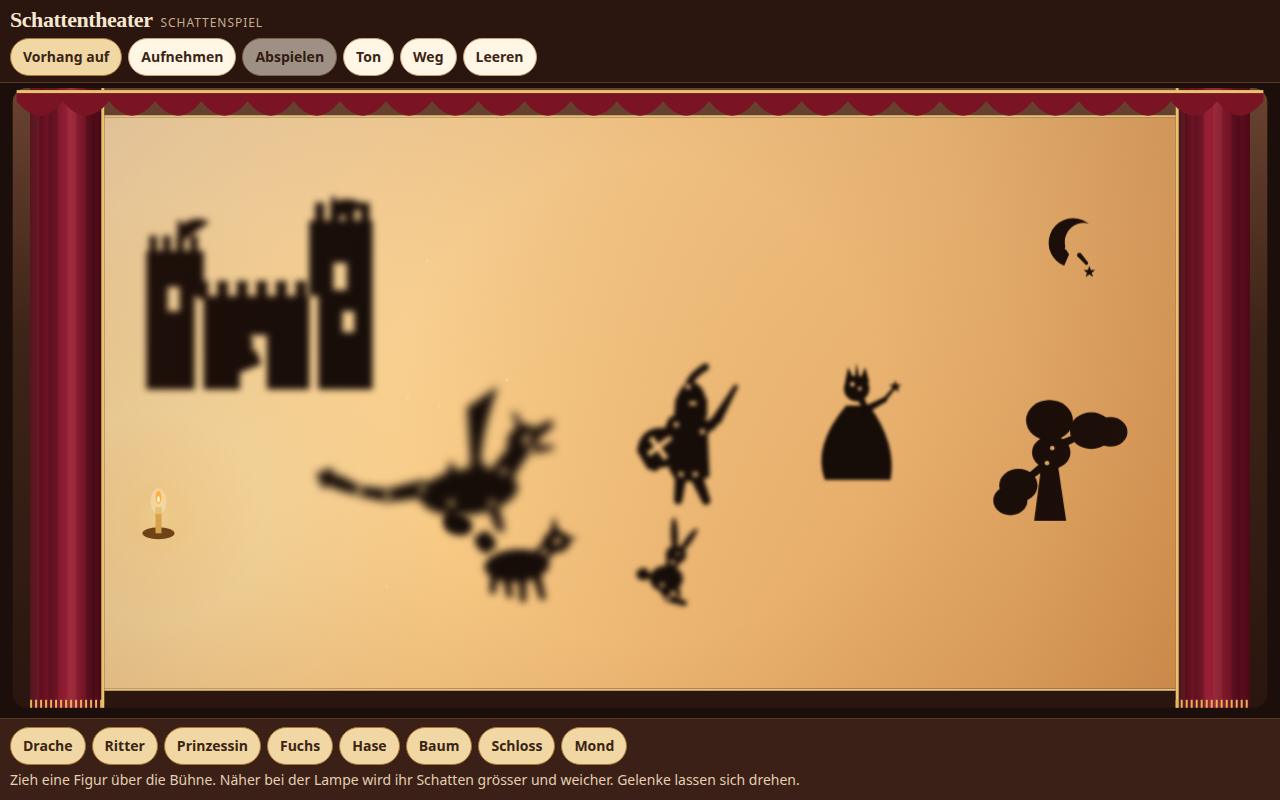 Schattentheater SCHATTENSPIEL
Vorhang auf Aufnehmen Abspielen Ton Weg Leeren
Drache Ritter Prinzessin Fuchs Hase Baum Schloss Mond
Zieh eine Figur über die Bühne. Näher bei der Lampe wird ihr Schatten grösser und weicher. Gelenke lassen sich drehen.